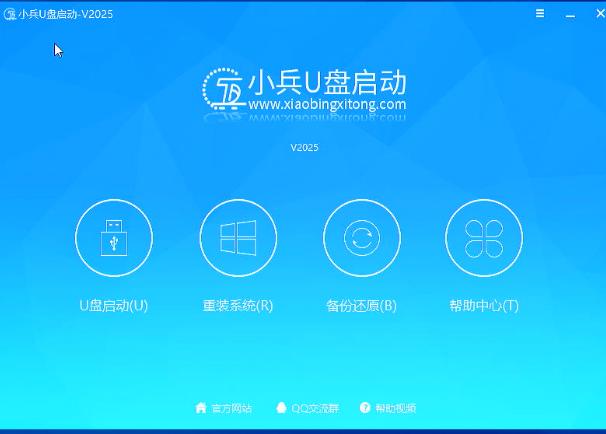 小兵U盘启动-V2025
小兵U盘启动
www.xiaobingxitong.com
V2025
U盘启动(U)
重装系统(R)
备份还原(B)
帮助中心(T)
官方网站
QQ交流群
帮助视频